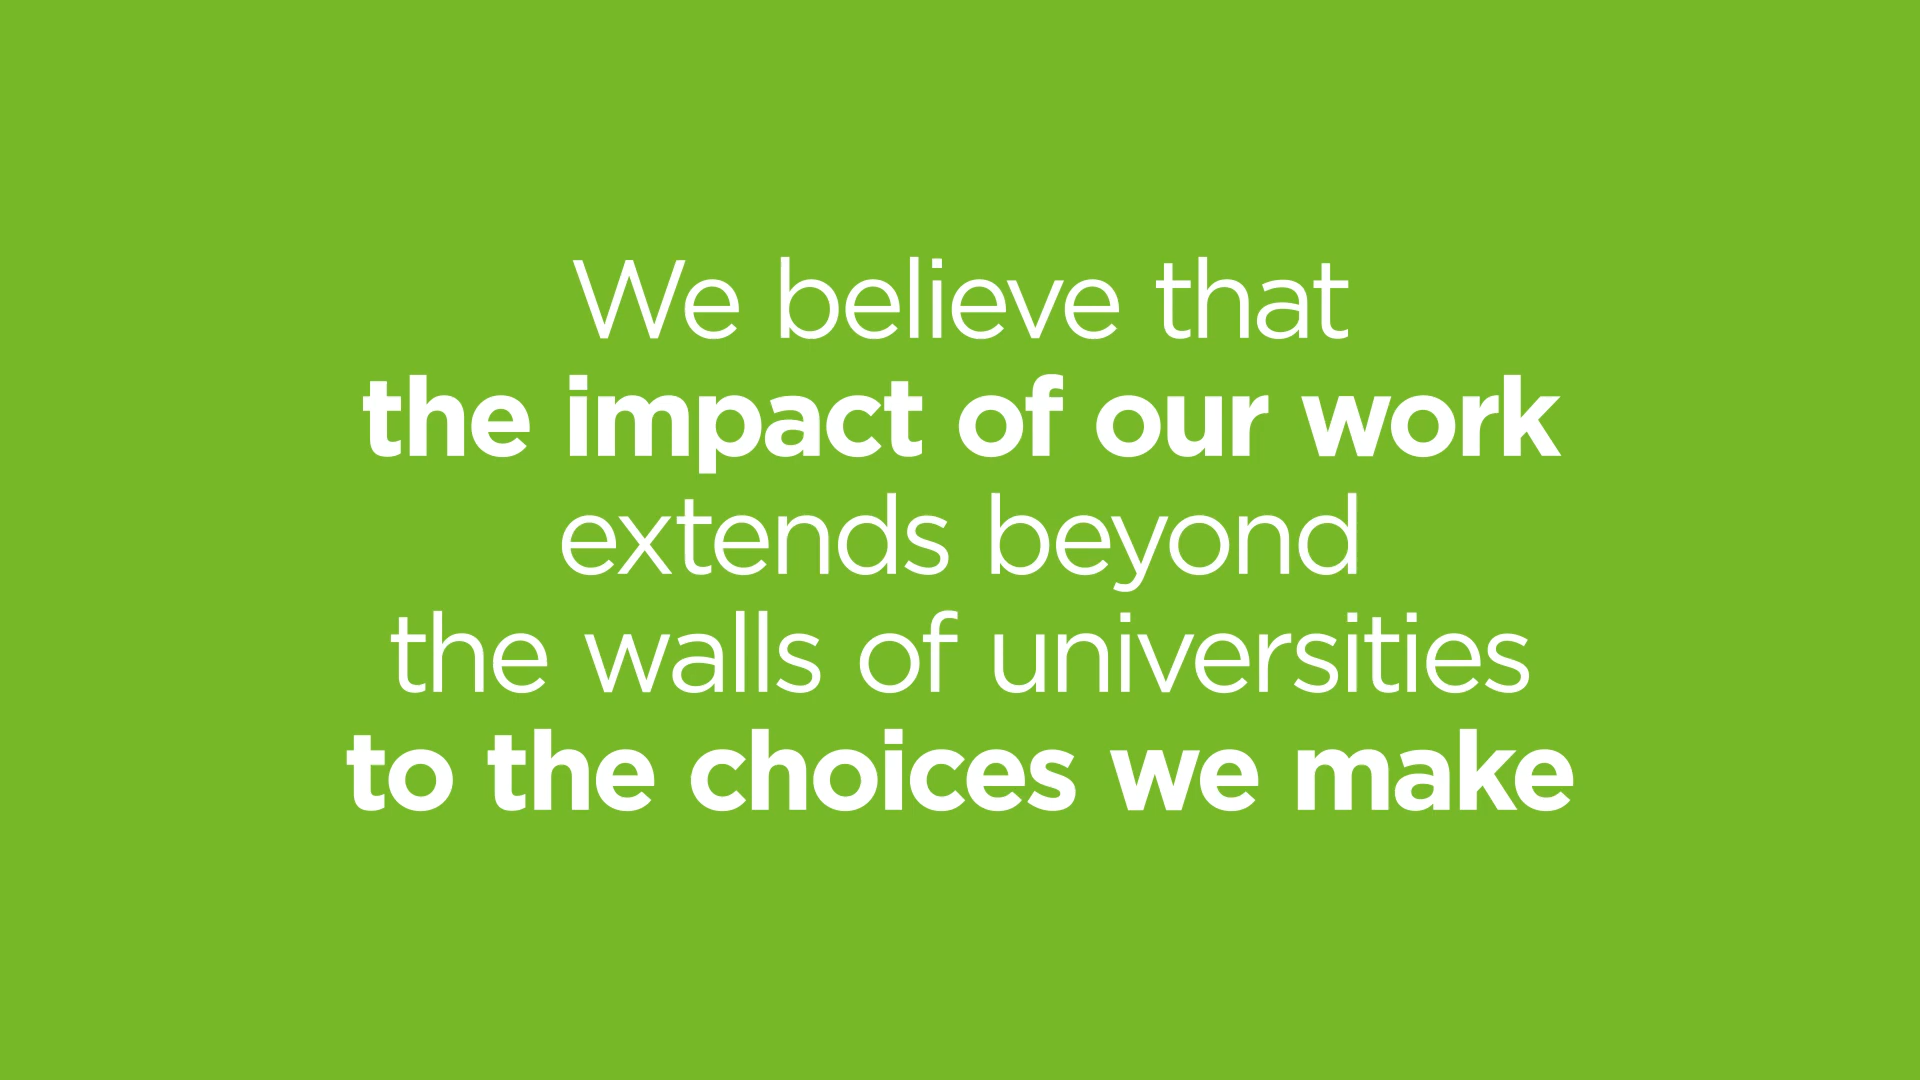 We believe that
the impact of our work
extends beyond
the walls of universities
to the choices we make